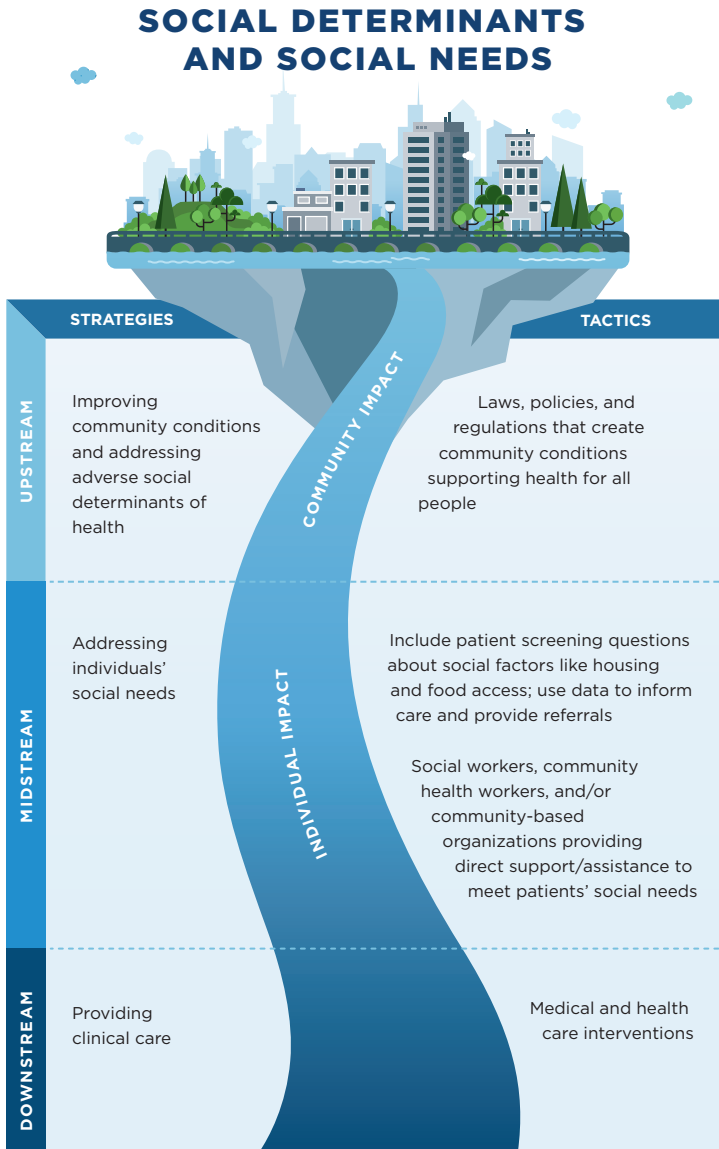 SOCIAL DETERMINANTS
AND SOCIAL NEEDS
STRATEGIES
TACTICS
UPSTREAM
Improving
community conditions
and addressing
adverse social
determinants of
health
COMMUNITY IMPACT
Laws, policies, and
regulations that create
community conditions
supporting health for all
people
MIDSTREAM
Addressing
individuals’
social needs
INDIVIDUAL IMPACT
Include patient screening questions
about social factors like housing
and food access; use data to inform
care and provide referrals
Social workers, community
health workers, and/or
community-based
organizations providing
direct support/assistance to
meet patients’ social needs
DOWNSTREAM
Providing
clinical care
Medical and health
care interventions